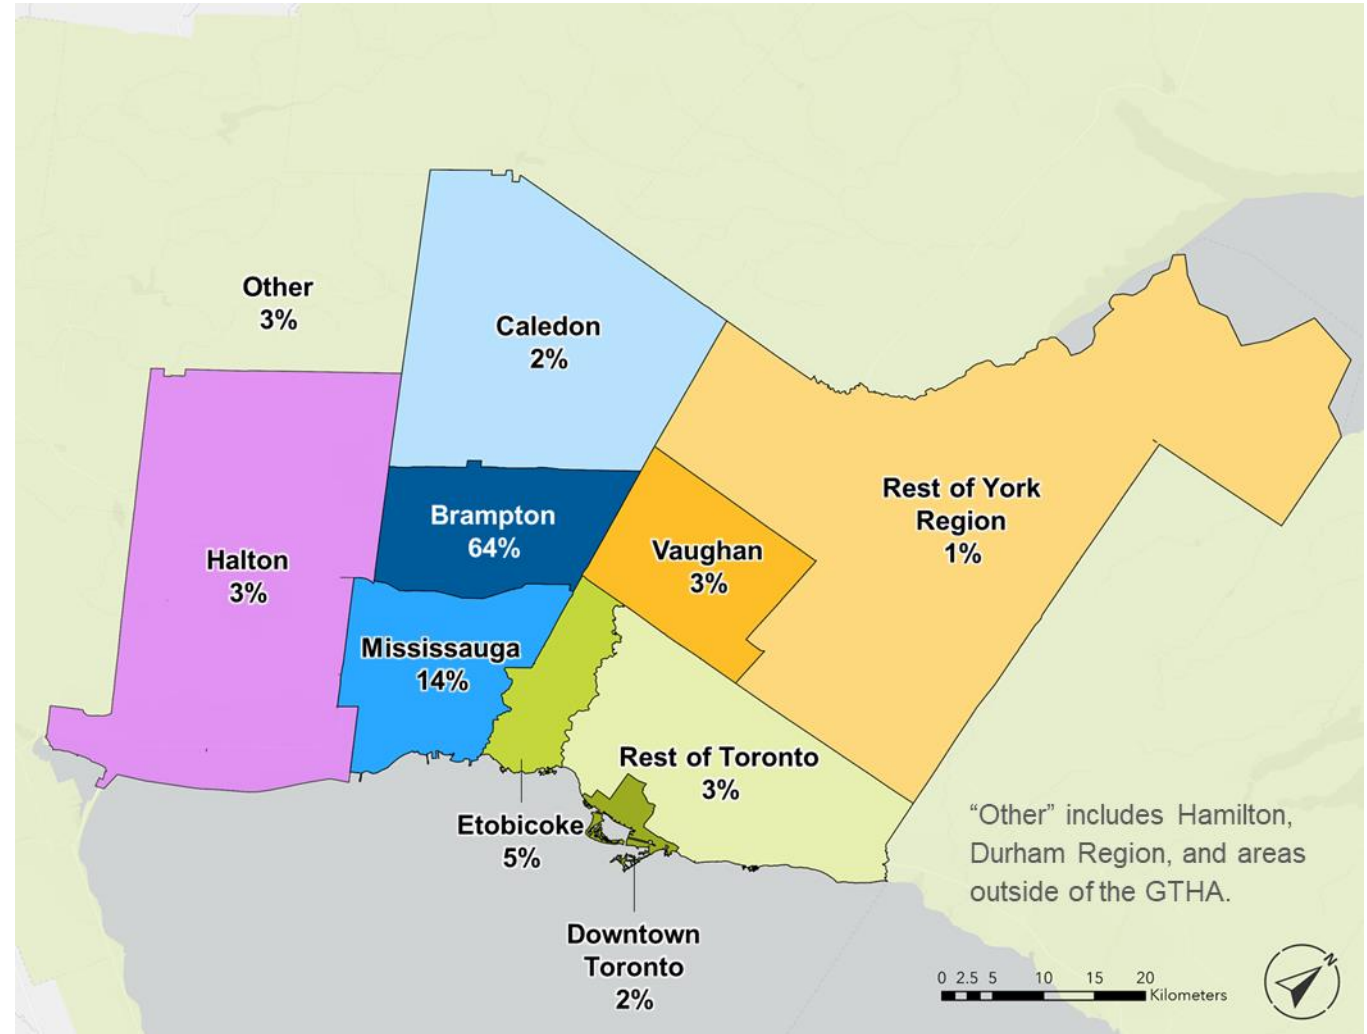 Other
3%
Caledon
2%
Brampton
64%
Halton
3%
Vaughan
3%
Rest of York
Region
1%
Mississauga
14%
Rest of Toronto
3%
Etobicoke
5%
Downtown
Toronto
2%
“Other” includes Hamilton,
Durham Region, and areas
outside of the GTHA.
N
0 2.5 5 10 15 20
Kilometers